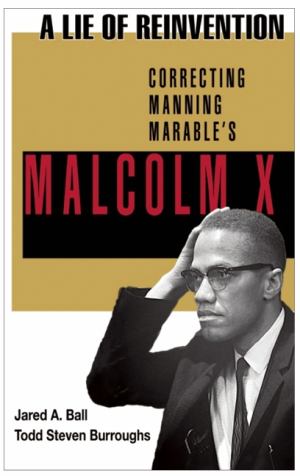 A LIE OF REINVENTION
CORRECTING
MANNING
MARABLE'S
MALCOLM X
Jared A. Ball
Todd Steven Burroughs